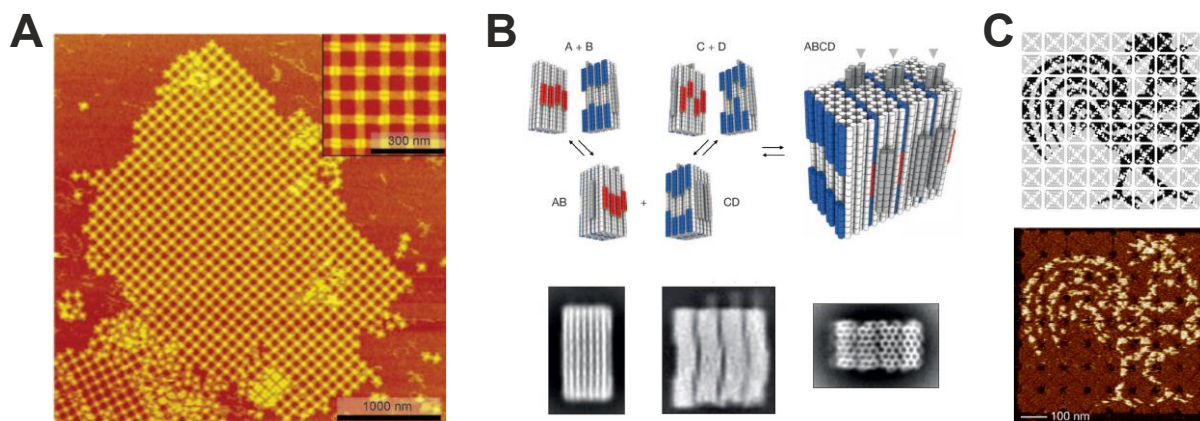 A
300 nm
1000 nm
B
A + B
C + D
ABCD
AB
+
CD
C
100 nm